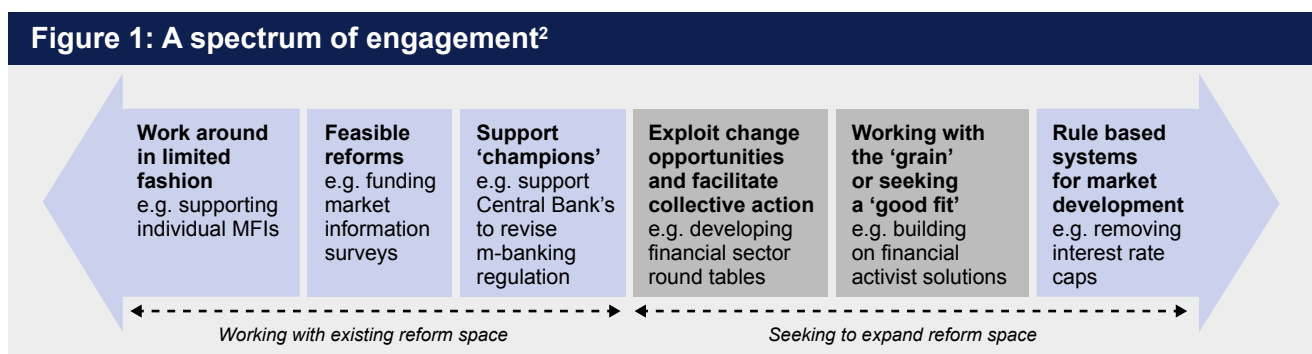 Figure 1: A spectrum of engagement²
Work around
in limited
fashion
e.g. supporting
individual MFIs
Feasible
reforms
e.g. funding
market
information
surveys
Support
‘champions’
e.g. support
Central Bank’s
to revise
m-banking
regulation
Exploit change
opportunities
and facilitate
collective action
e.g. developing
financial sector
round tables
Working with
the ‘grain’
or seeking
a ‘good fit’
e.g. building
on financial
activist solutions
Rule based
systems
for market
development
e.g. removing
interest rate
caps
Working with existing reform space
Seeking to expand reform space